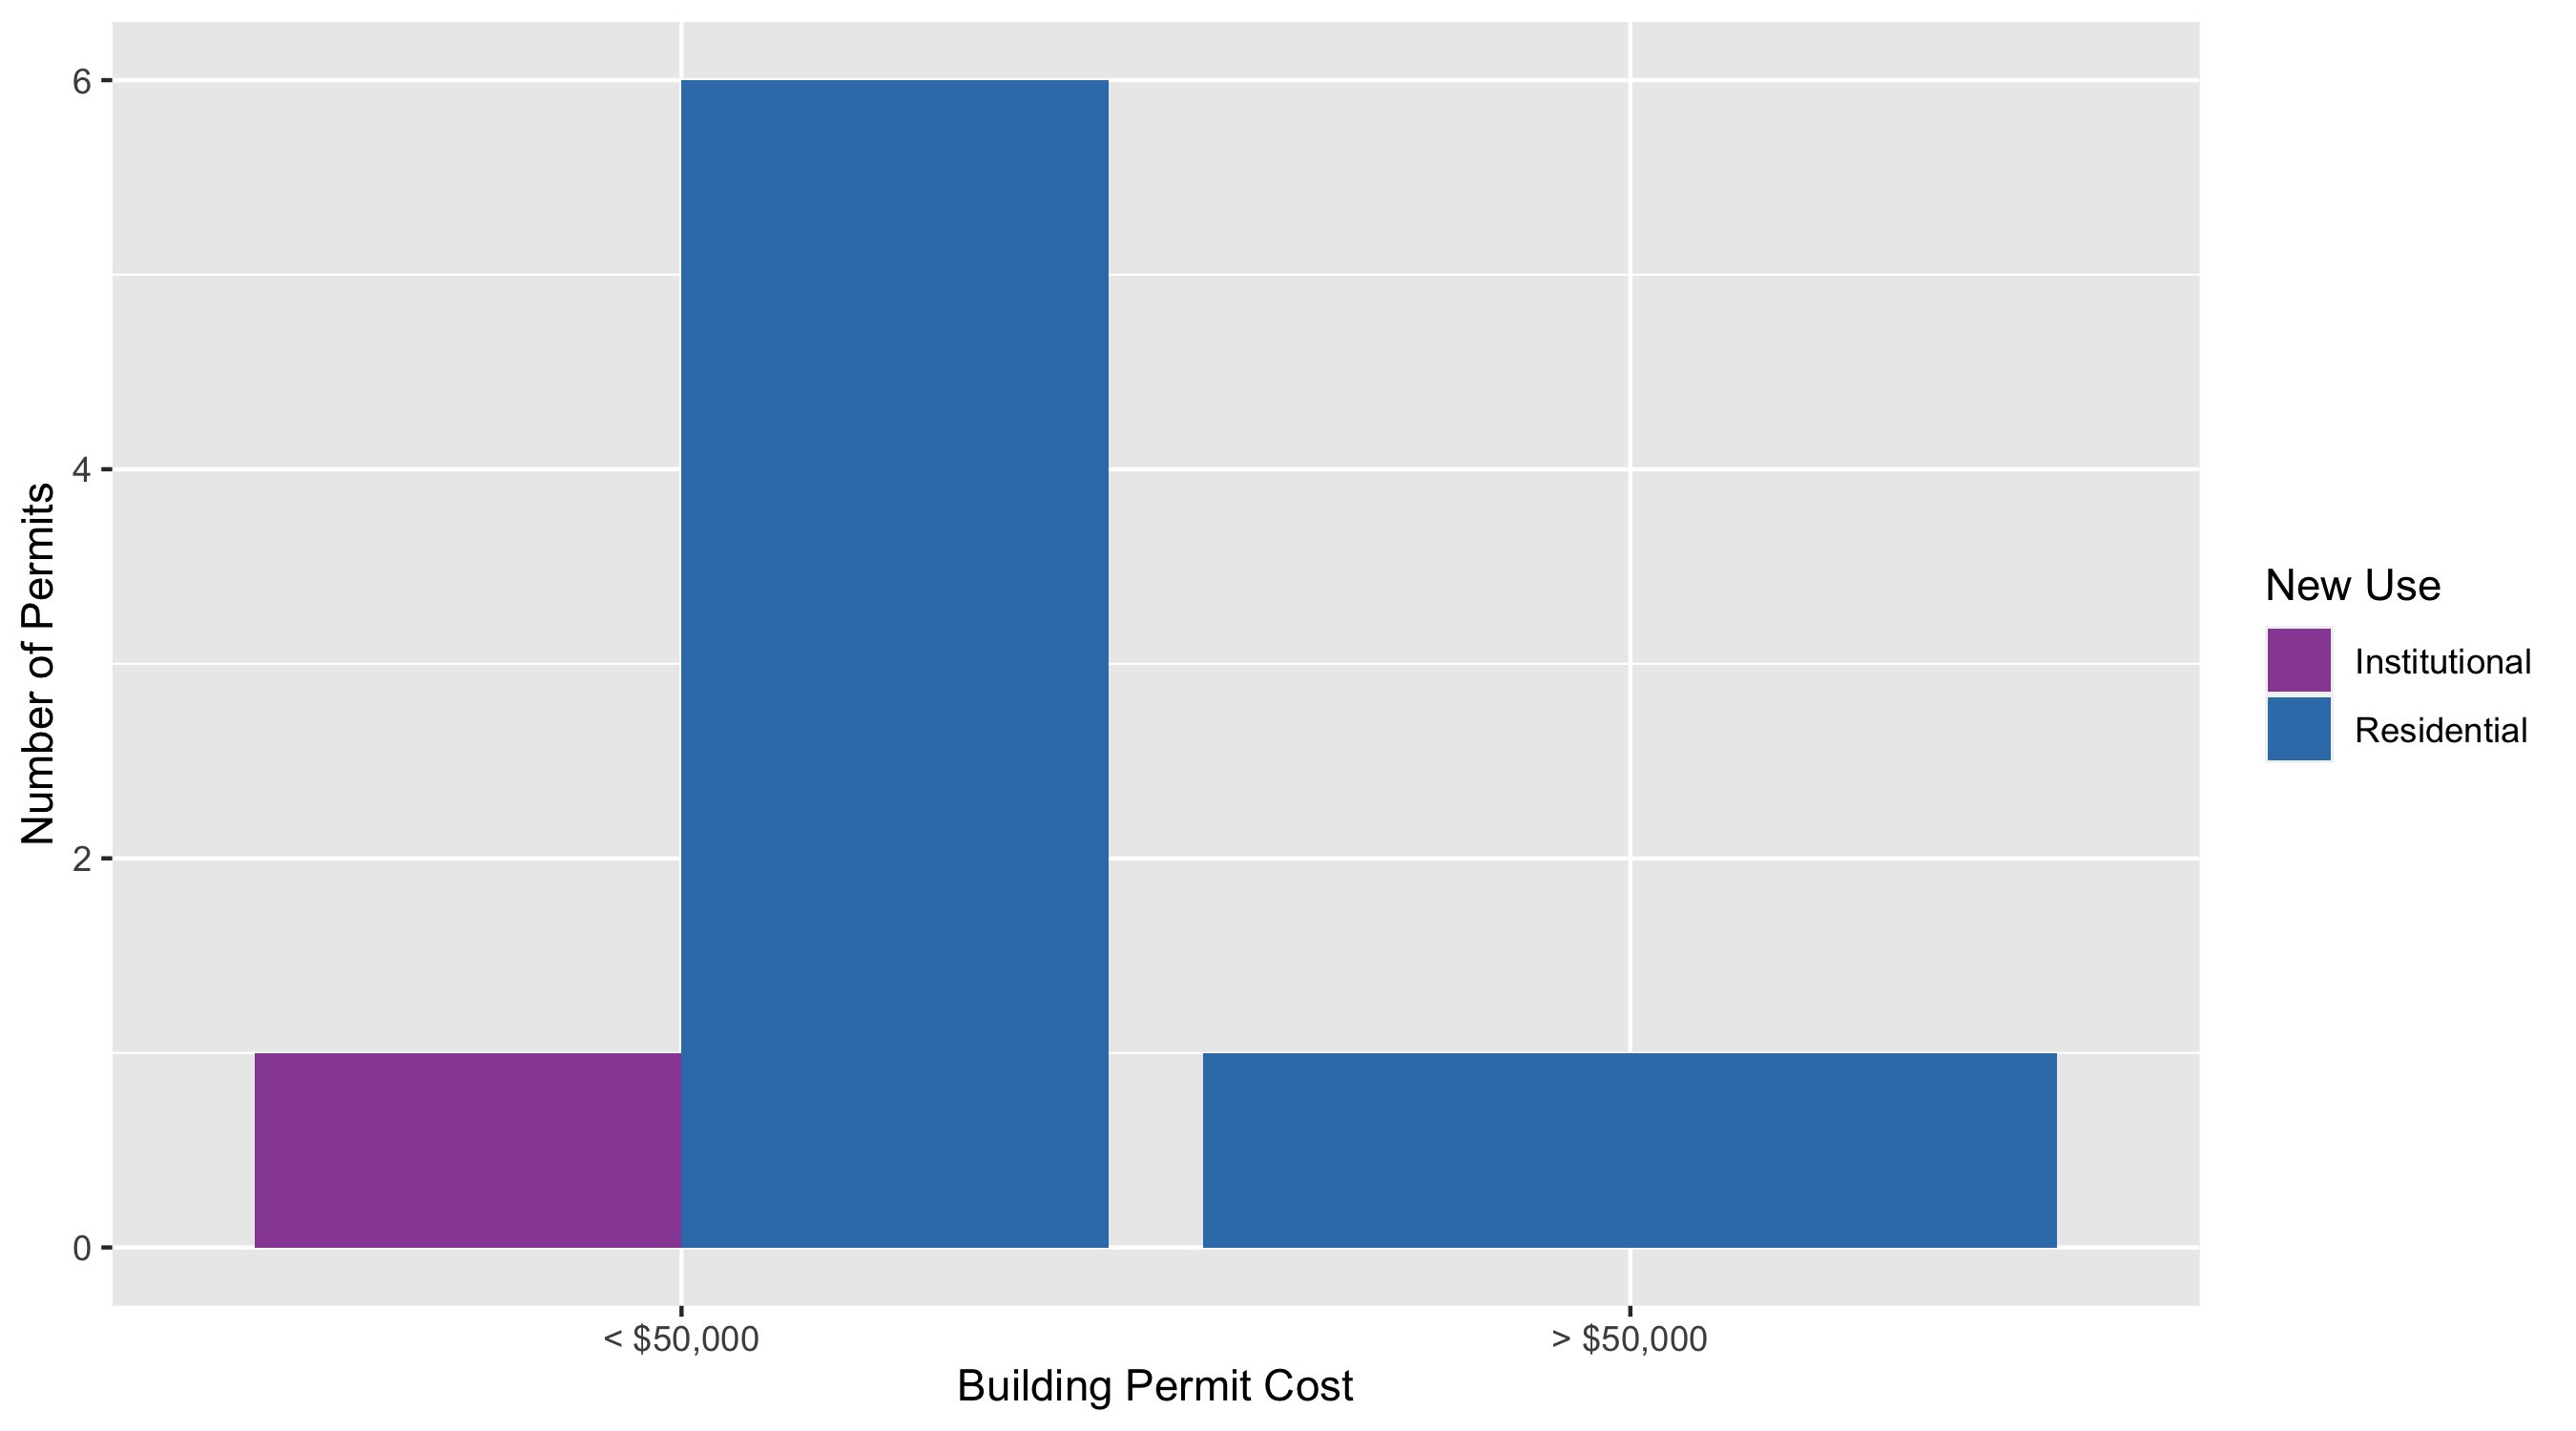 6
4
2
0
Number of Permits
< $50,000
> $50,000
Building Permit Cost
New Use
Institutional
Residential